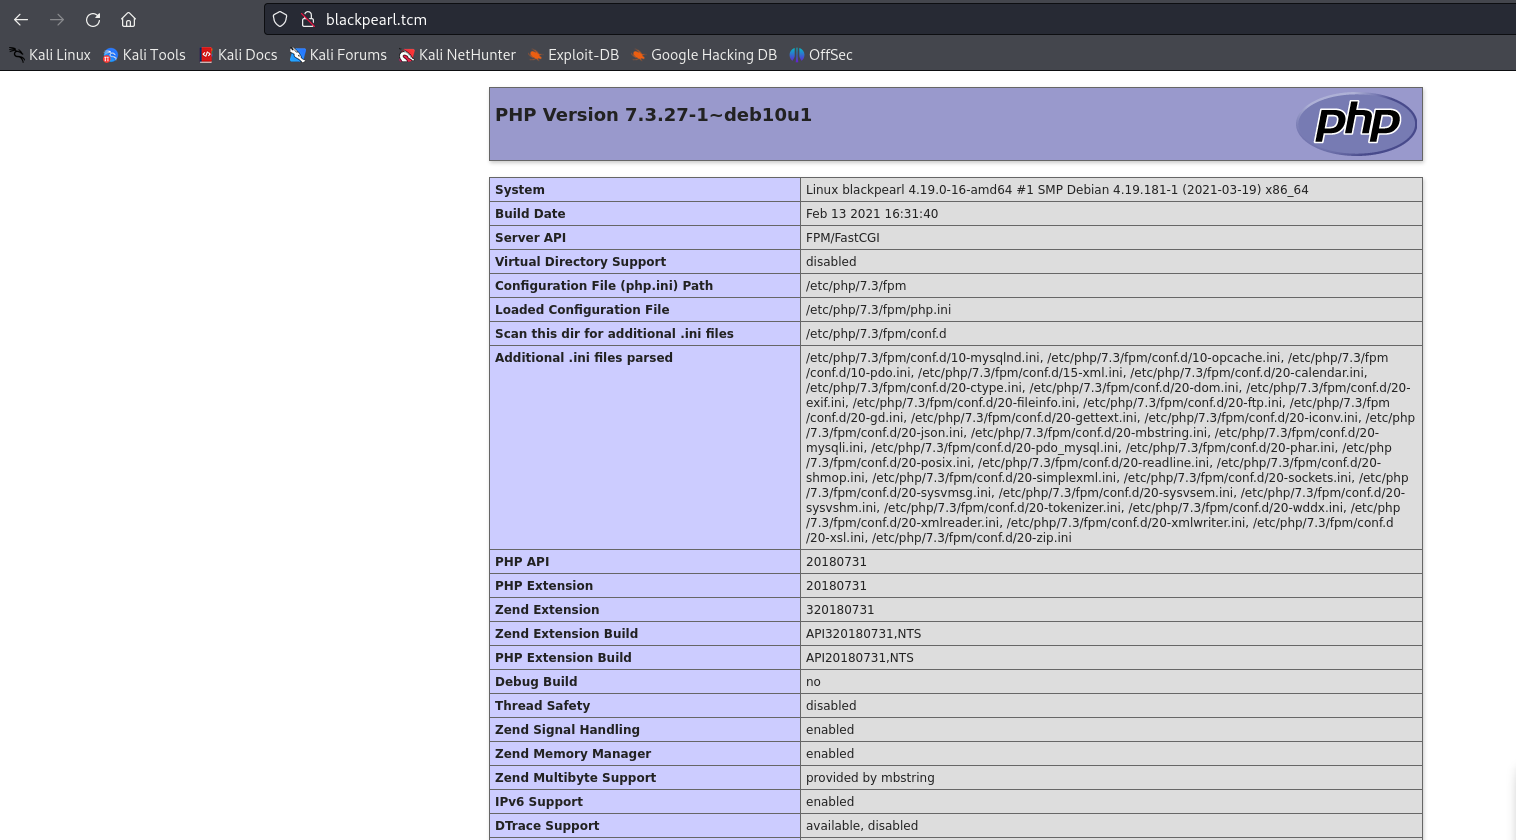 blackpearl.tcm
Kali Linux Kali Tools Kali Docs Kali Forums Kali NetHunter Exploit-DB Google Hacking DB OffSec
PHP Version 7.3.27-1~deb10u1
php
System Linux blackpearl 4.19.0-16-amd64 #1 SMP Debian 4.19.181-1 (2021-03-19) x86_64
Build Date Feb 13 2021 16:31:40
Server API FPM/FastCGI
Virtual Directory Support disabled
Configuration File (php.ini) Path /etc/php/7.3/fpm
Loaded Configuration File /etc/php/7.3/fpm/php.ini
Scan this dir for additional .ini files /etc/php/7.3/fpm/conf.d
Additional .ini files parsed /etc/php/7.3/fpm/conf.d/10-mysqlnd.ini, /etc/php/7.3/fpm/conf.d/10-opcache.ini, /etc/php/7.3/fpm
/conf.d/10-pdo.ini, /etc/php/7.3/fpm/conf.d/15-xml.ini, /etc/php/7.3/fpm/conf.d/20-calendar.ini,
/etc/php/7.3/fpm/conf.d/20-ctype.ini, /etc/php/7.3/fpm/conf.d/20-dom.ini, /etc/php/7.3/fpm/conf.d/20-
exif.ini, /etc/php/7.3/fpm/conf.d/20-fileinfo.ini, /etc/php/7.3/fpm/conf.d/20-ftp.ini, /etc/php/7.3/fpm
/conf.d/20-gd.ini, /etc/php/7.3/fpm/conf.d/20-gettext.ini, /etc/php/7.3/fpm/conf.d/20-iconv.ini, /etc/php
/7.3/fpm/conf.d/20-json.ini, /etc/php/7.3/fpm/conf.d/20-mbstring.ini, /etc/php/7.3/fpm/conf.d/20-
mysqli.ini, /etc/php/7.3/fpm/conf.d/20-pdo_mysql.ini, /etc/php/7.3/fpm/conf.d/20-phar.ini, /etc/php
/7.3/fpm/conf.d/20-posix.ini, /etc/php/7.3/fpm/conf.d/20-readline.ini, /etc/php/7.3/fpm/conf.d/20-
shmop.ini, /etc/php/7.3/fpm/conf.d/20-simplexml.ini, /etc/php/7.3/fpm/conf.d/20-sockets.ini, /etc/php
/7.3/fpm/conf.d/20-sysvmsg.ini, /etc/php/7.3/fpm/conf.d/20-sysvsem.ini, /etc/php/7.3/fpm/conf.d/20-
sysvshm.ini, /etc/php/7.3/fpm/conf.d/20-tokenizer.ini, /etc/php/7.3/fpm/conf.d/20-wddx.ini, /etc/php
/7.3/fpm/conf.d/20-xmlreader.ini, /etc/php/7.3/fpm/conf.d/20-xmlwriter.ini, /etc/php/7.3/fpm/conf.d
/20-xsl.ini, /etc/php/7.3/fpm/conf.d/20-zip.ini
PHP API 20180731
PHP Extension 20180731
Zend Extension 320180731
Zend Extension Build API320180731,NTS
PHP Extension Build API20180731,NTS
Debug Build no
Thread Safety disabled
Zend Signal Handling enabled
Zend Memory Manager enabled
Zend Multibyte Support provided by mbstring
IPv6 Support enabled
DTrace Support available, disabled